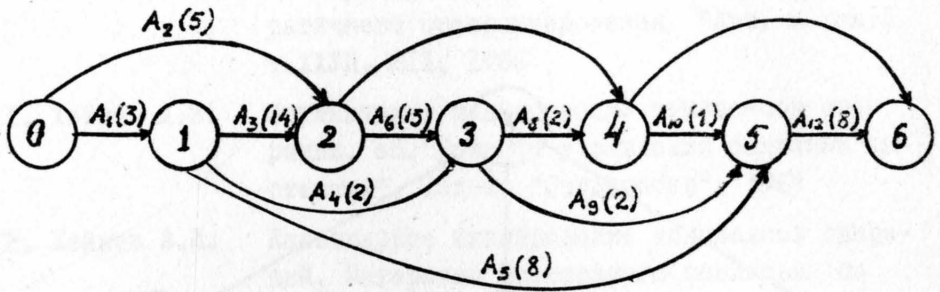 A₂(5)
0 A₁(3) 1 A₃(14) 2 A₆(15) 3 A₈(2) 4 A₁₀(1) 5 A₁₂(8) 6
A₄(2)
A₉(2)
A₅(8)